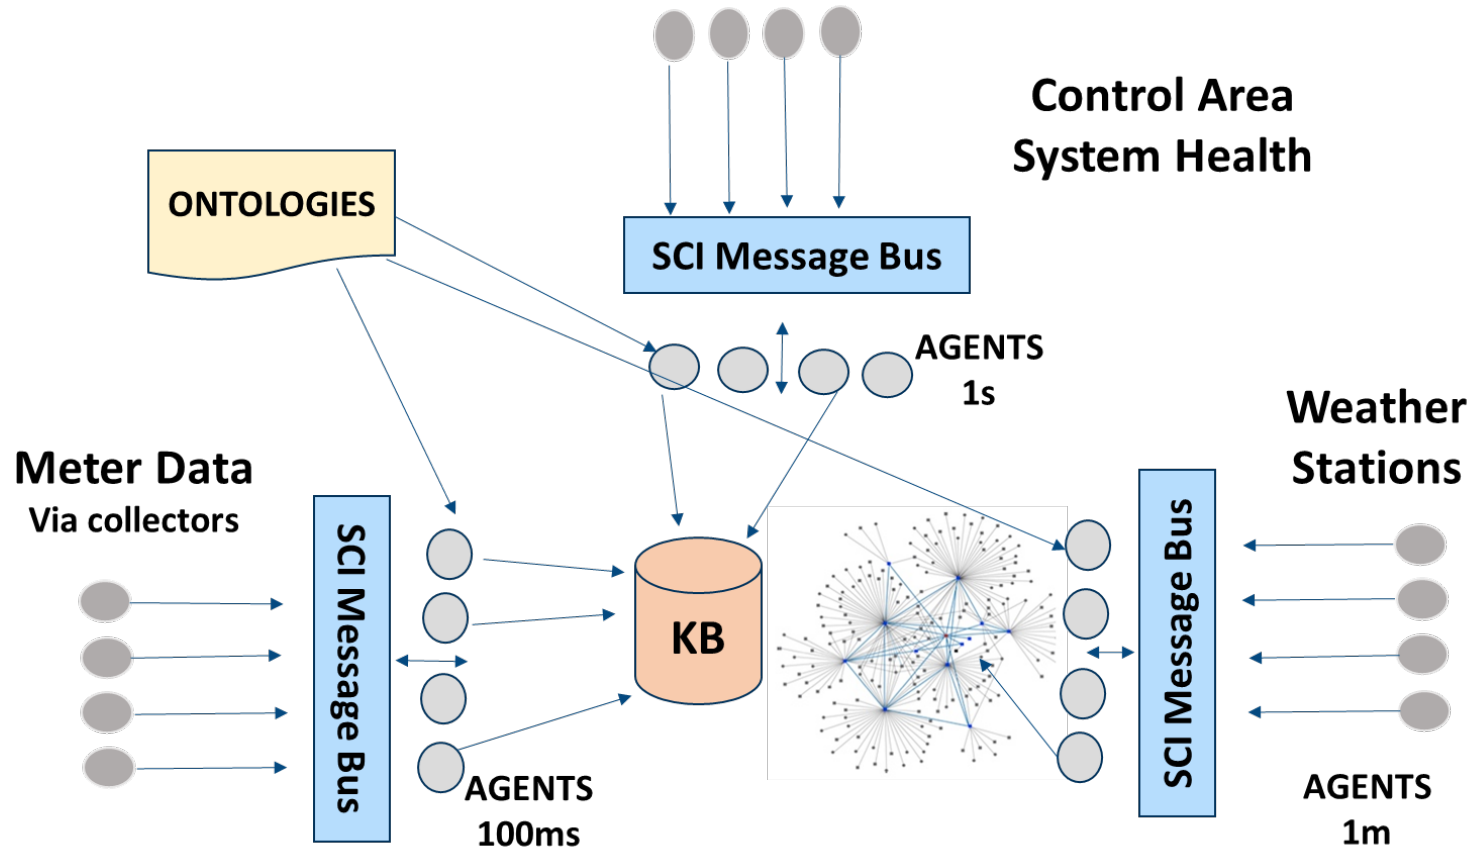 Control Area
System Health
ONTOLOGIES
SCI Message Bus
AGENTS
1s
Weather
Stations
Meter Data
Via collectors
SCI Message Bus
KB
SCI Message Bus
AGENTS
100ms
AGENTS
1m